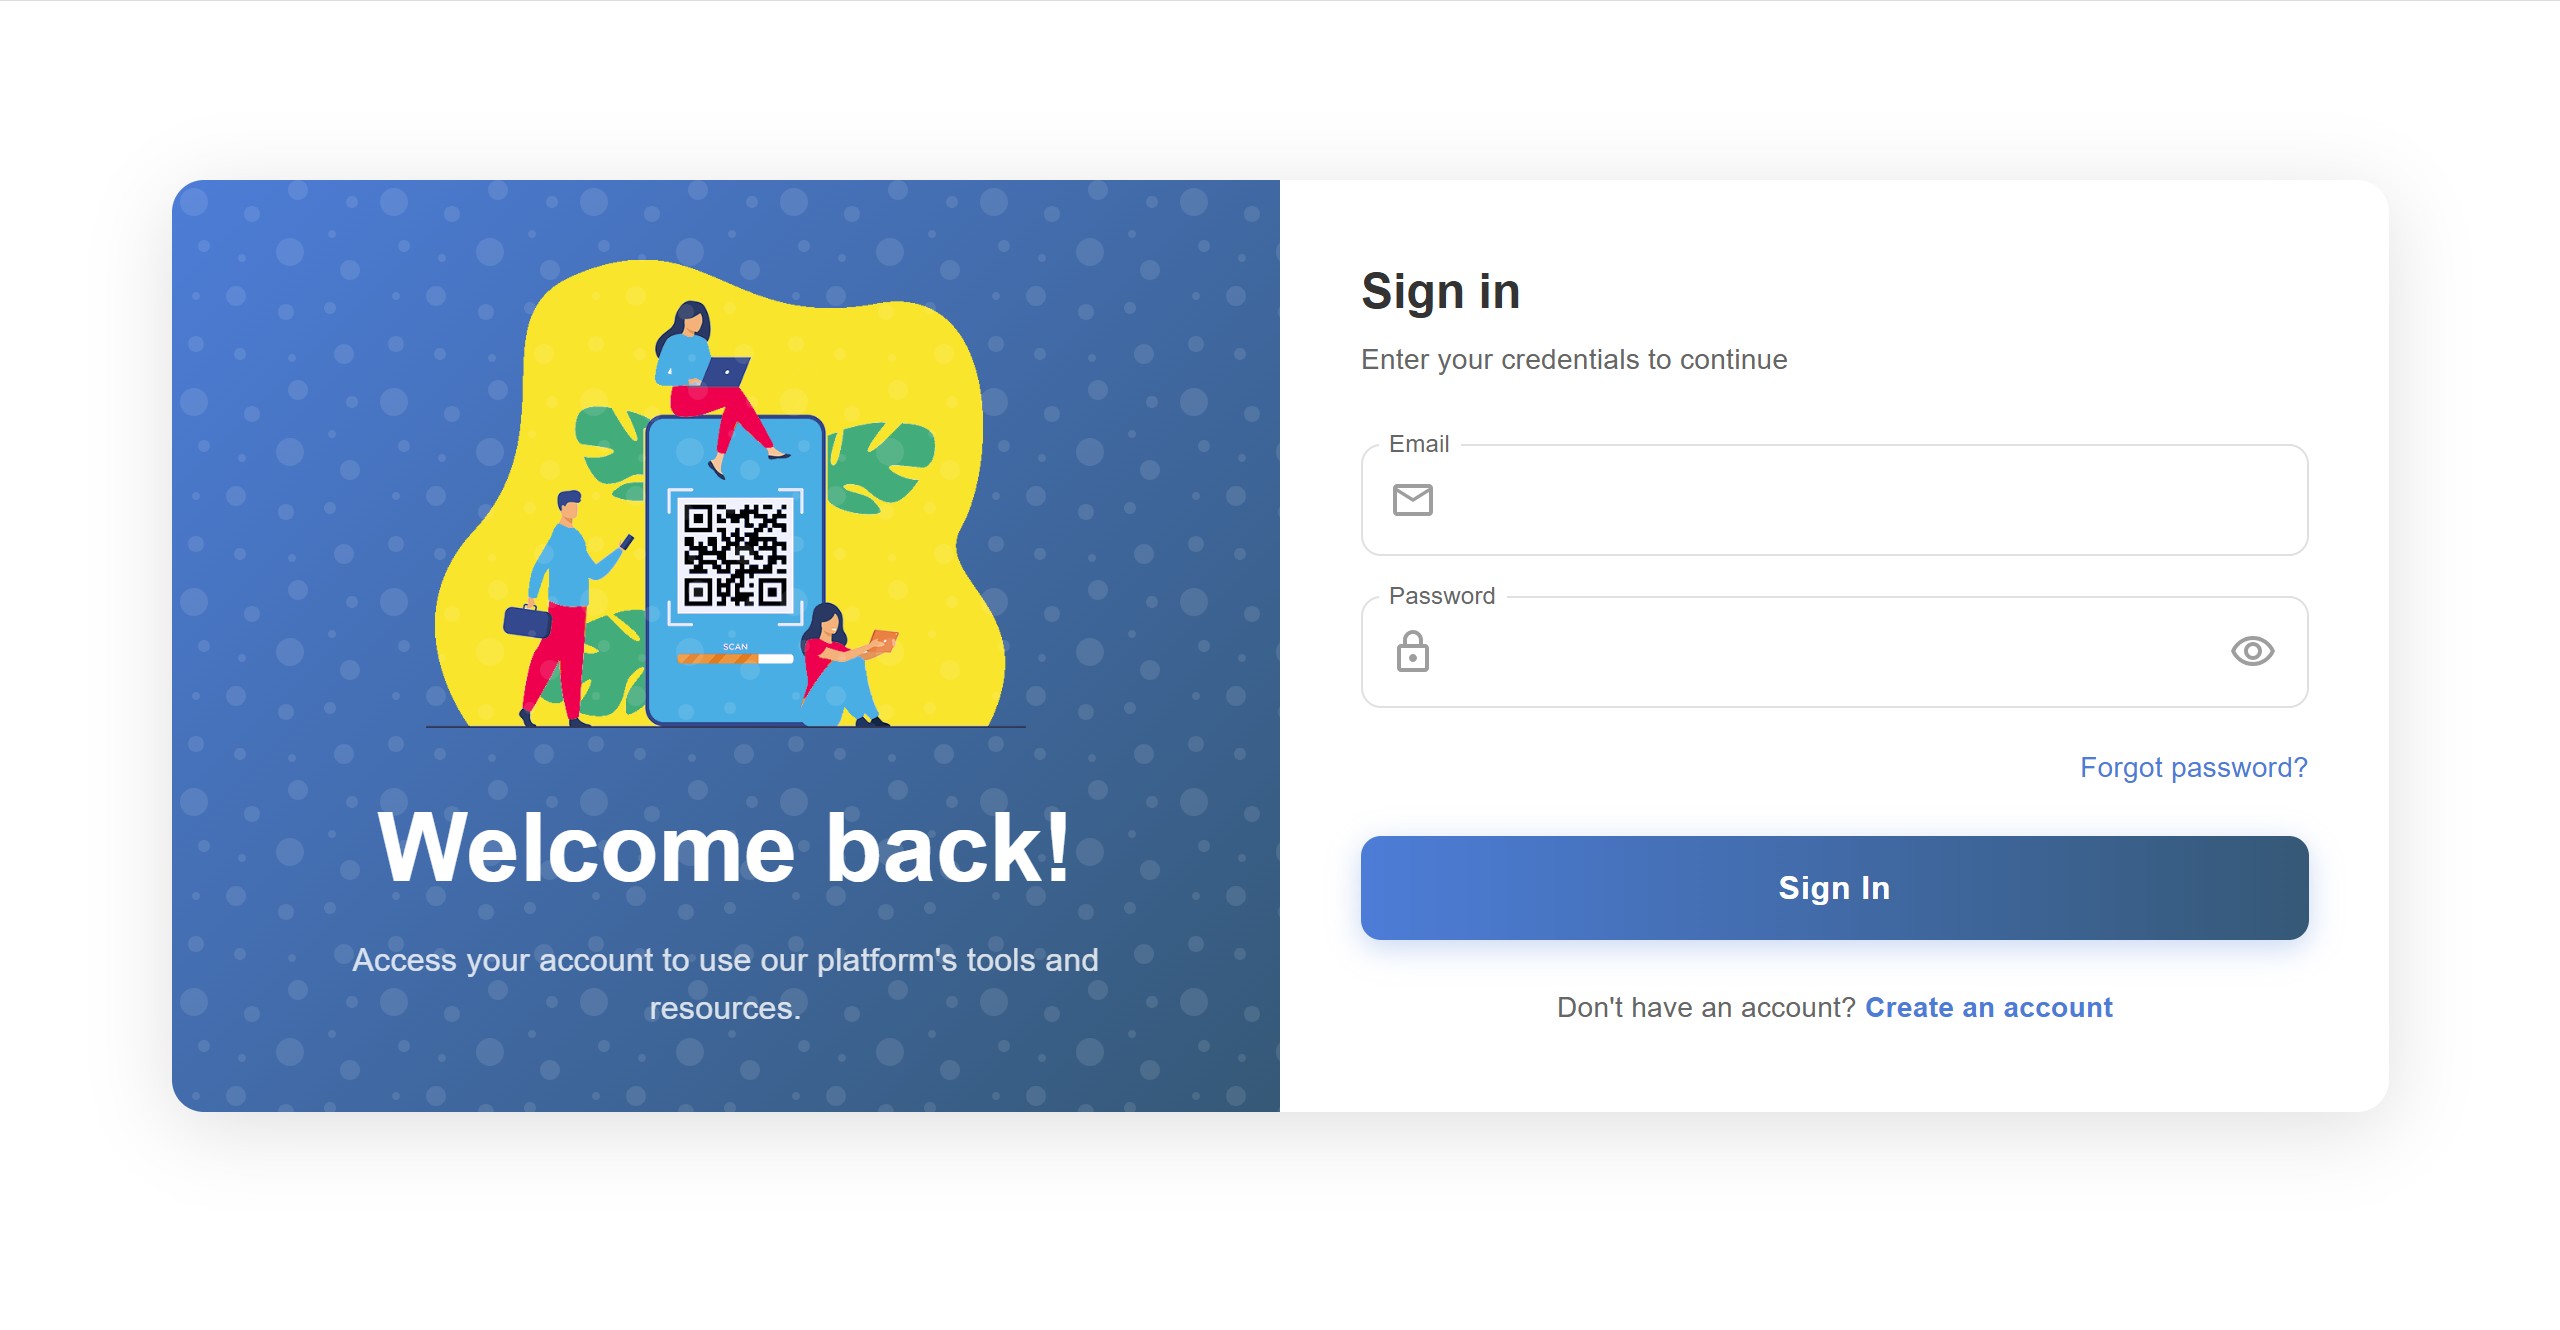 SCAN
Welcome back!
Access your account to use our platform's tools and
resources.
Sign in
Enter your credentials to continue
Email
Password
Forgot password?
Sign In
Don't have an account? Create an account